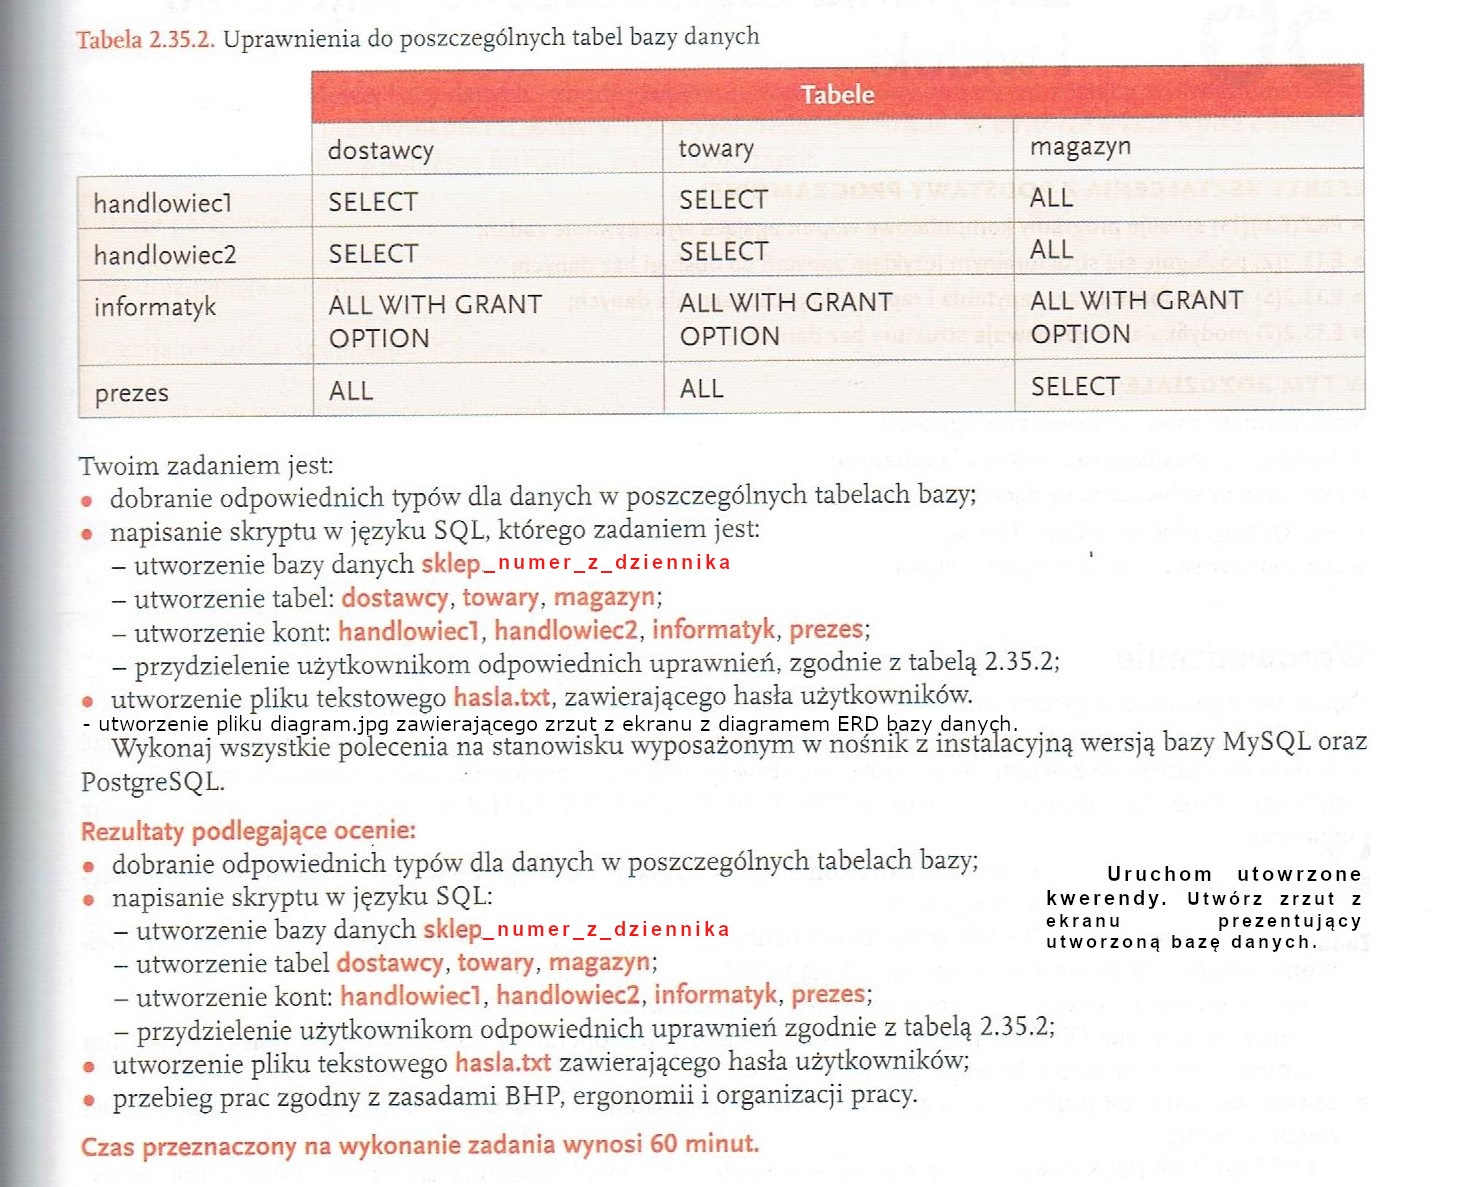 Tabela 2.35.2. Uprawnienia do poszczególnych tabel bazy danych
Tabele
dostawcy towary magazyn
handlowiec1 SELECT SELECT ALL
handlowiec2 SELECT SELECT ALL
informatyk ALL WITH GRANT OPTION ALL WITH GRANT OPTION ALL WITH GRANT OPTION
prezes ALL ALL SELECT
Twoim zadaniem jest:
• dobranie odpowiednich typów dla danych w poszczególnych tabelach bazy;
• napisanie skryptu w języku SQL, którego zadaniem jest:
– utworzenie bazy danych sklep_numer_z_dziennika
– utworzenie tabel: dostawcy, towary, magazyn;
– utworzenie kont: handlowiec1, handlowiec2, informatyk, prezes;
– przydzielenie użytkownikom odpowiednich uprawnień, zgodnie z tabelą 2.35.2;
• utworzenie pliku tekstowego hasla.txt, zawierającego hasła użytkowników.
- utworzenie pliku diagram.jpg zawierającego zrzut z ekranu z diagramem ERD bazy danych.
Wykonaj wszystkie polecenia na stanowisku wyposażonym w nośnik z instalacyjną wersją bazy MySQL oraz
PostgreSQL.
Rezultaty podlegające ocenie:
• dobranie odpowiednich typów dla danych w poszczególnych tabelach bazy;
• napisanie skryptu w języku SQL:
– utworzenie bazy danych sklep_numer_z_dziennika
– utworzenie tabel dostawcy, towary, magazyn;
– utworzenie kont: handlowiec1, handlowiec2, informatyk, prezes;
– przydzielenie użytkownikom odpowiednich uprawnień zgodnie z tabelą 2.35.2;
• utworzenie pliku tekstowego hasla.txt zawierającego hasła użytkowników;
• przebieg prac zgodny z zasadami BHP, ergonomii i organizacji pracy.
Uruchom utowrzone
kwerendy. Utwórz zrzut z
ekranu prezentujący
utworzoną bazę danych.
Czas przeznaczony na wykonanie zadania wynosi 60 minut.